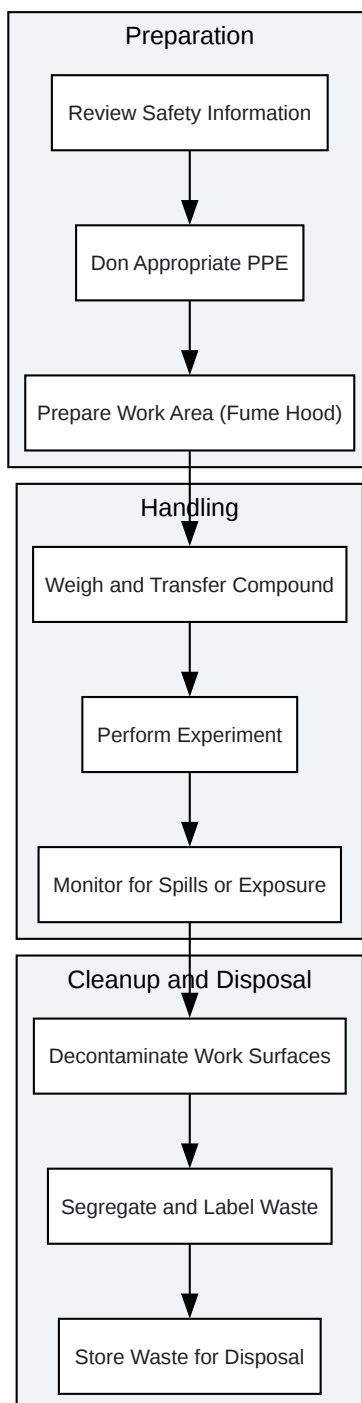 Preparation
Review Safety Information
Don Appropriate PPE
Prepare Work Area (Fume Hood)
Handling
Weigh and Transfer Compound
Perform Experiment
Monitor for Spills or Exposure
Cleanup and Disposal
Decontaminate Work Surfaces
Segregate and Label Waste
Store Waste for Disposal